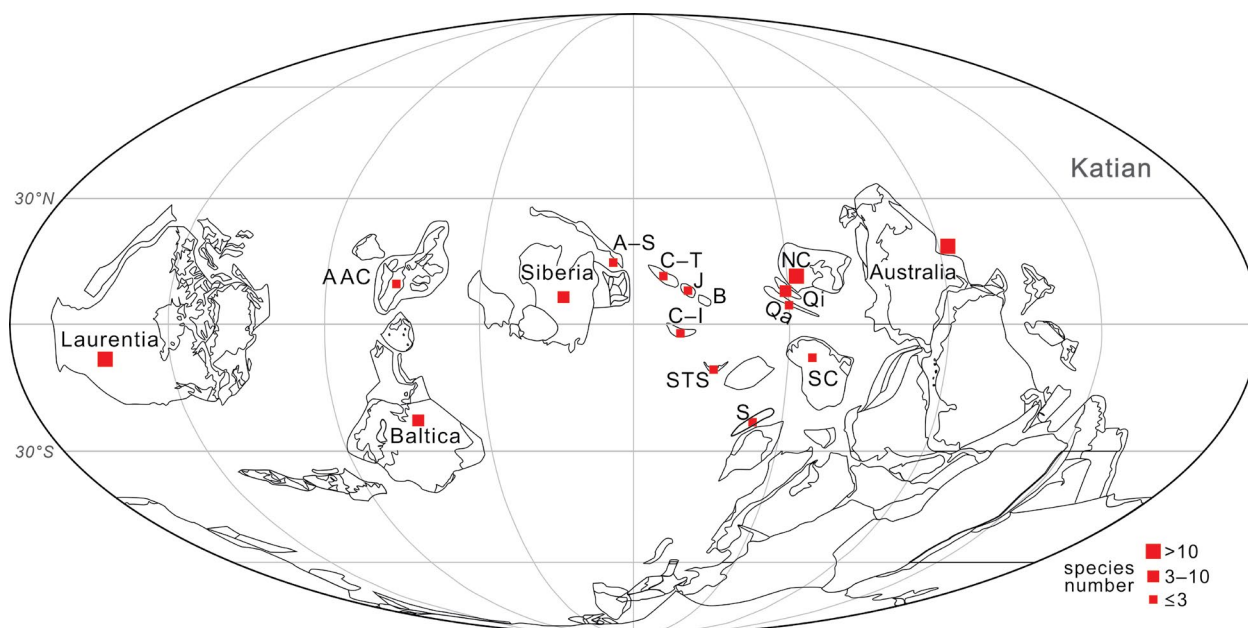 Katian
30°N
A–S
C–T
NC
AAC
Siberia
J
Australia
B
Qi
Qa
C–I
Laurentia
STS
SC
S
Baltica
30°S
>10
species
number
3–10
≤3